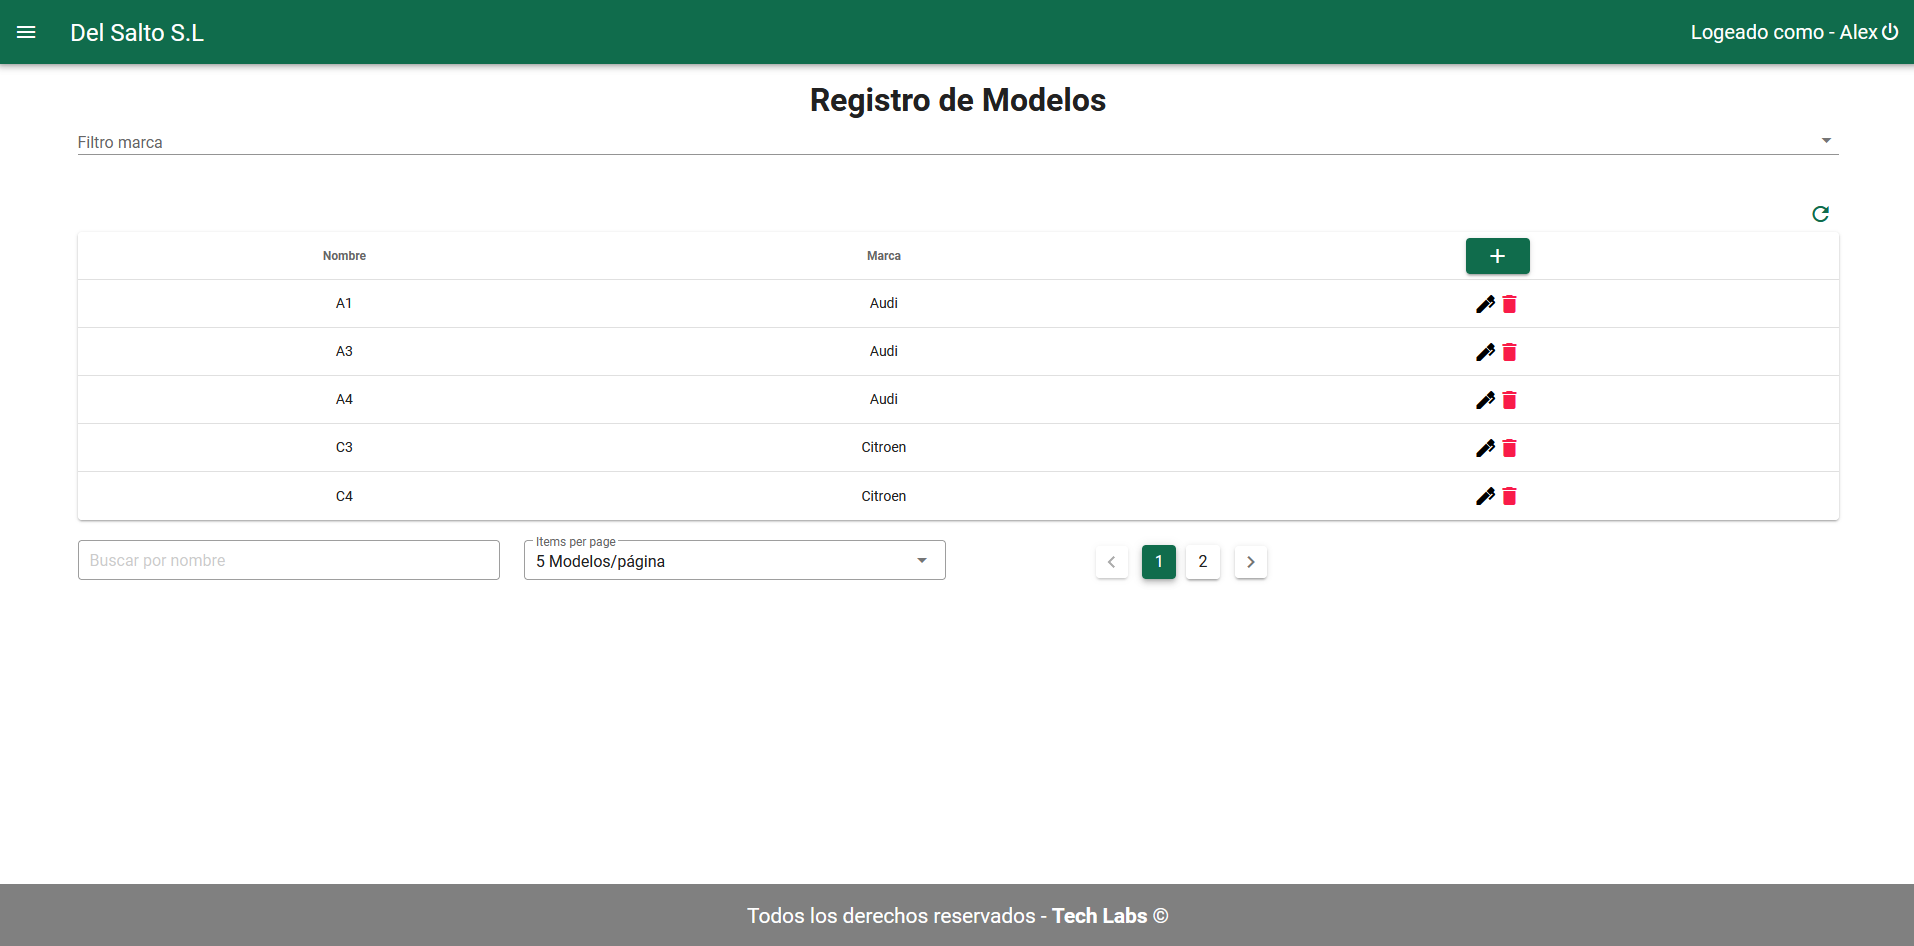 Del Salto S.L
Logeado como - Alex
Registro de Modelos
Filtro marca
Nombre Marca
A1 Audi
A3 Audi
A4 Audi
C3 Citroen
C4 Citroen
Buscar por nombre
Items per page
5 Modelos/página
1 2
Todos los derechos reservados - Tech Labs ©